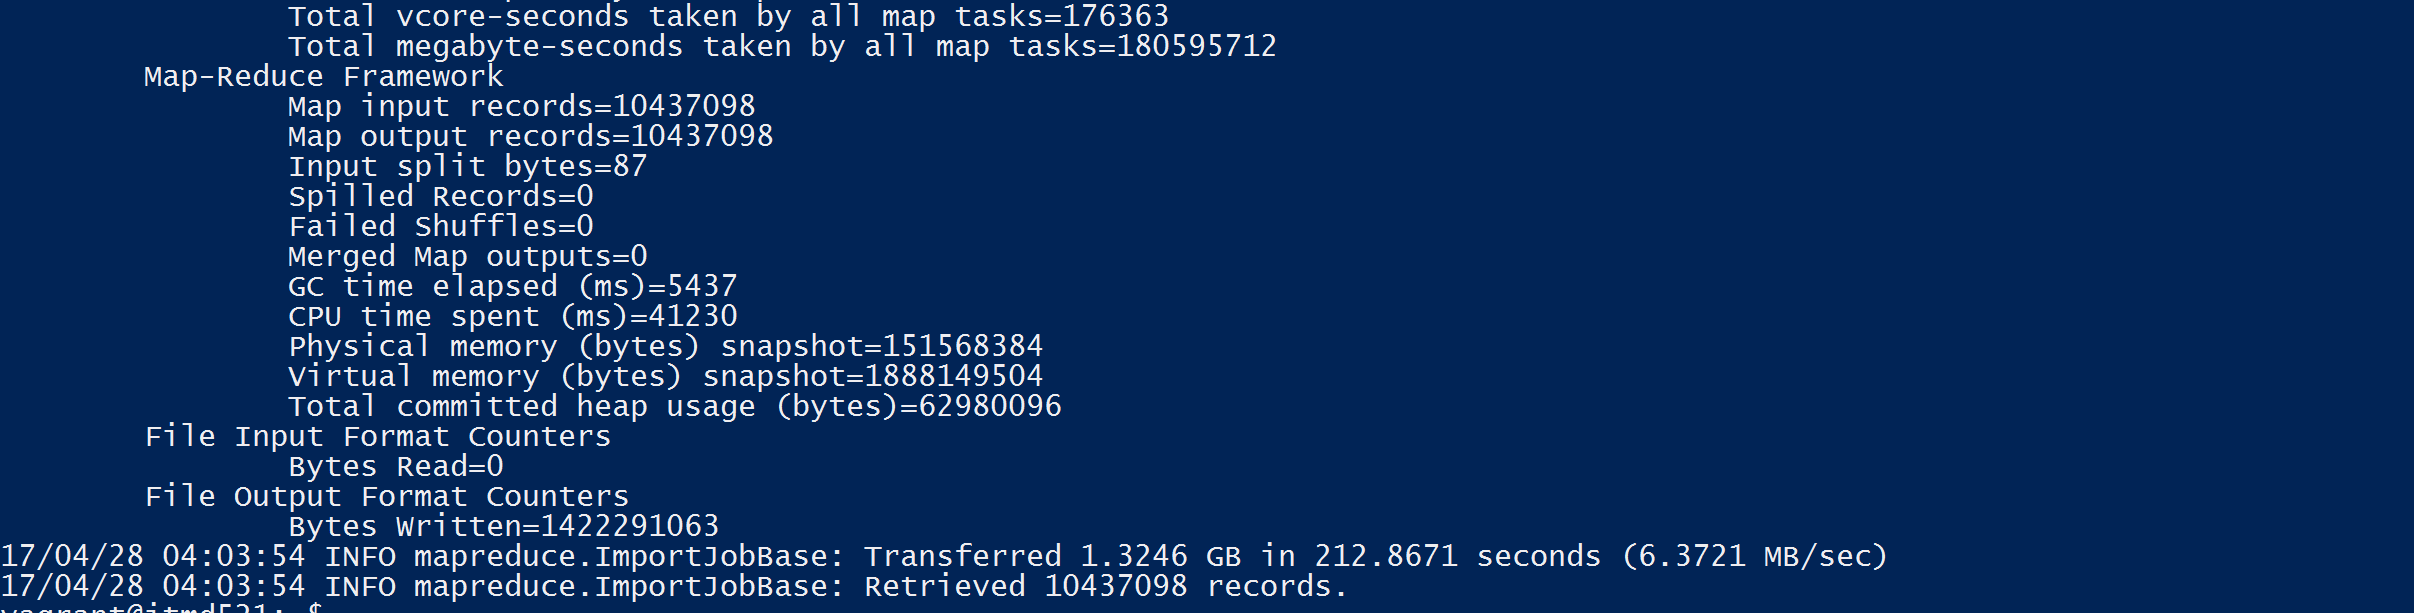 Total vcore-seconds taken by all map tasks=176363
Total megabyte-seconds taken by all map tasks=180595712
Map-Reduce Framework
Map input records=10437098
Map output records=10437098
Input split bytes=87
Spilled Records=0
Failed Shuffles=0
Merged Map outputs=0
GC time elapsed (ms)=5437
CPU time spent (ms)=41230
Physical memory (bytes) snapshot=151568384
Virtual memory (bytes) snapshot=1888149504
Total committed heap usage (bytes)=62980096
File Input Format Counters
Bytes Read=0
File Output Format Counters
Bytes Written=1422291063
17/04/28 04:03:54 INFO mapreduce.ImportJobBase: Transferred 1.3246 GB in 212.8671 seconds (6.3721 MB/sec)
17/04/28 04:03:54 INFO mapreduce.ImportJobBase: Retrieved 10437098 records.